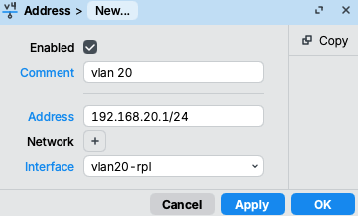 v4 Address > New...
Enabled
Copy
Comment vlan 20
Address 192.168.20.1/24
Network +
Interface vlan20-rpl
Cancel Apply OK